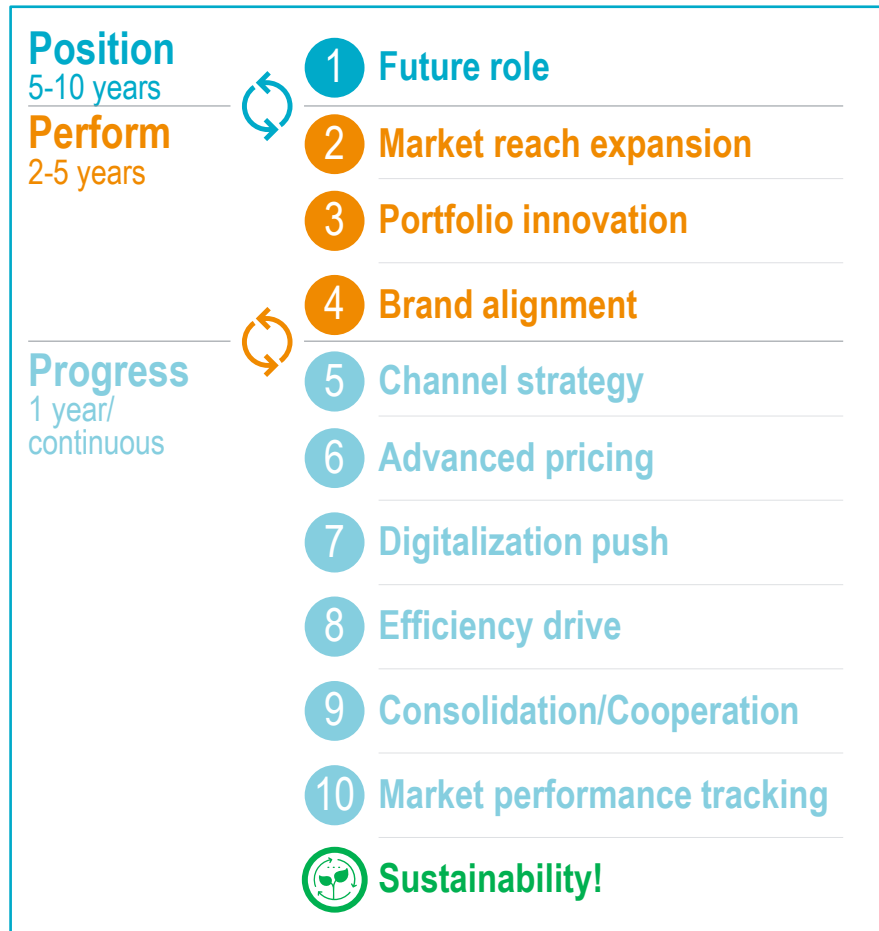 Position
5-10 years
1 Future role
Perform
2-5 years
2 Market reach expansion
3 Portfolio innovation
4 Brand alignment
Progress
1 year/
continuous
5 Channel strategy
6 Advanced pricing
7 Digitalization push
8 Efficiency drive
9 Consolidation/Cooperation
10 Market performance tracking
Sustainability!